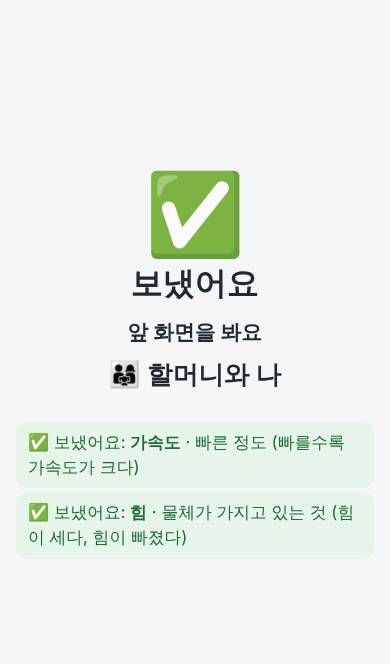 ✅
보냈어요
앞 화면을 봐요
👨‍👩‍👧 할머니와 나
✅ 보냈어요: 가속도 · 빠른 정도 (빠를수록
가속도가 크다)
✅ 보냈어요: 힘 · 물체가 가지고 있는 것 (힘
이 세다, 힘이 빠졌다)